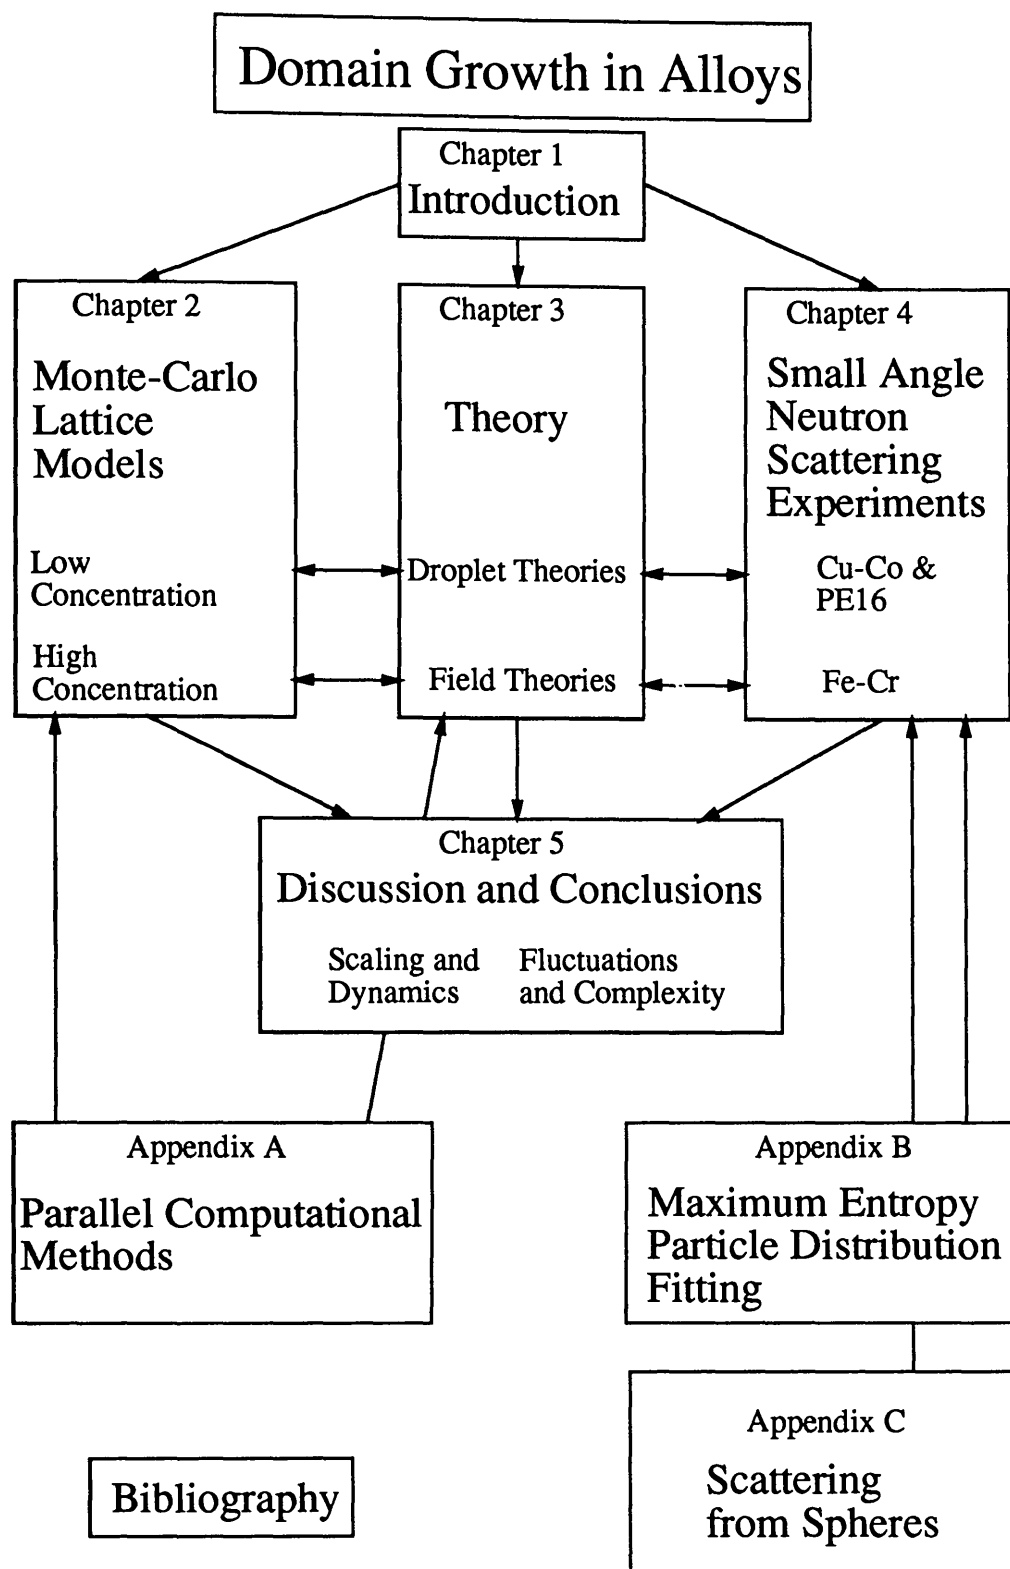 Domain Growth in Alloys
Chapter 1
Introduction
Chapter 2
Monte-Carlo
Lattice
Models
Low
Concentration
High
Concentration
Chapter 3
Theory
Droplet Theories
Field Theories
Chapter 4
Small Angle
Neutron
Scattering
Experiments
Cu-Co &
PE16
Fe-Cr
Chapter 5
Discussion and Conclusions
Scaling and
Dynamics
Fluctuations
and Complexity
Appendix A
Parallel Computational
Methods
Appendix B
Maximum Entropy
Particle Distribution
Fitting
Appendix C
Scattering
from Spheres
Bibliography